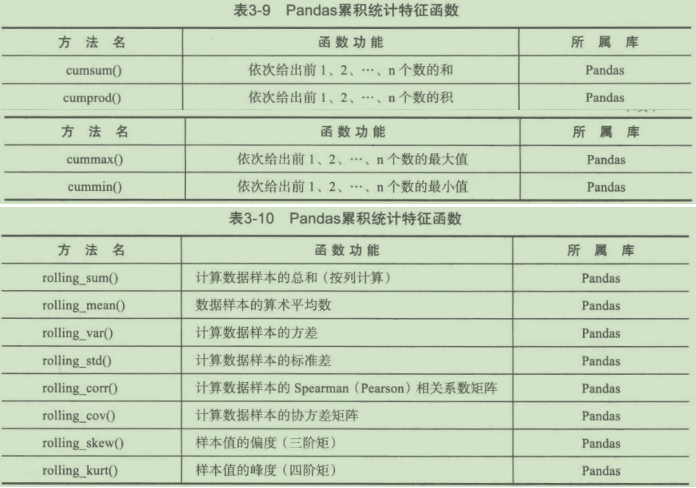 表3-9 Pandas累积统计特征函数
方 法 名 函 数 功 能 所 属 库
cumsum() 依次给出前 1、2、…、n 个数的和 Pandas
cumprod() 依次给出前 1、2、…、n 个数的积 Pandas
方 法 名 函 数 功 能 所 属 库
cummax() 依次给出前 1、2、…、n 个数的最大值 Pandas
cummin() 依次给出前 1、2、…、n 个数的最小值 Pandas
表3-10 Pandas累积统计特征函数
方 法 名 函 数 功 能 所 属 库
rolling_sum() 计算数据样本的总和（按列计算） Pandas
rolling_mean() 数据样本的算术平均数 Pandas
rolling_var() 计算数据样本的方差 Pandas
rolling_std() 计算数据样本的标准差 Pandas
rolling_corr() 计算数据样本的 Spearman（Pearson）相关系数矩阵 Pandas
rolling_cov() 计算数据样本的协方差矩阵 Pandas
rolling_skew() 样本值的偏度（三阶矩） Pandas
rolling_kurt() 样本值的峰度（四阶矩） Pandas